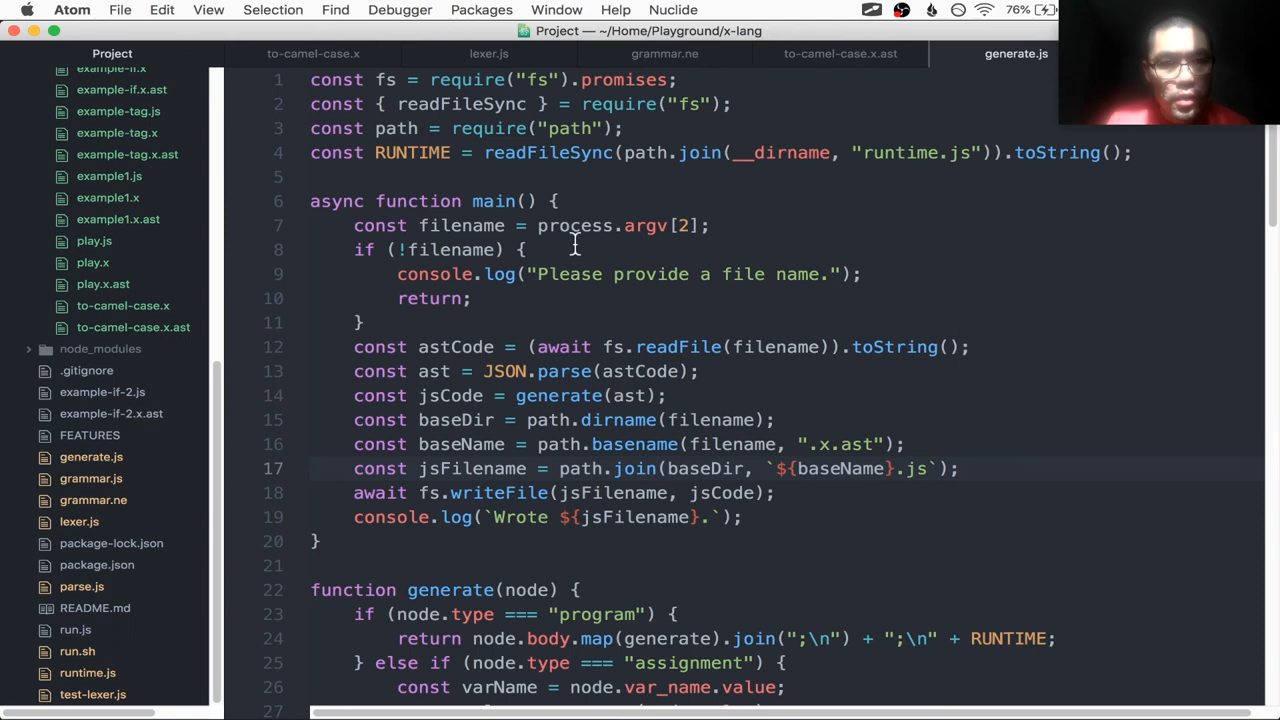 Atom File Edit View Selection Find Debugger Packages Window Help Nuclide 76%
Project — ~/Home/Playground/x-lang
Project
to-camel-case.x lexer.js grammar.ne to-camel-case.x.ast generate.js
example-if.x
example-if.x.ast
example-tag.js
example-tag.x
example-tag.x.ast
example1.js
example1.x
example1.x.ast
play.js
play.x
play.x.ast
to-camel-case.x
to-camel-case.x.ast
node_modules
.gitignore
example-if-2.js
example-if-2.x.ast
FEATURES
generate.js
grammar.js
grammar.ne
lexer.js
package-lock.json
package.json
parse.js
README.md
run.js
run.sh
runtime.js
test-lexer.js
1 const fs = require("fs").promises;
2 const { readFileSync } = require("fs");
3 const path = require("path");
4 const RUNTIME = readFileSync(path.join(__dirname, "runtime.js")).toString();
5
6 async function main() {
7 const filename = process.argv[2];
8 if (!filename) {
9 console.log("Please provide a file name.");
10 return;
11 }
12 const astCode = (await fs.readFile(filename)).toString();
13 const ast = JSON.parse(astCode);
14 const jsCode = generate(ast);
15 const baseDir = path.dirname(filename);
16 const baseName = path.basename(filename, ".x.ast");
17 const jsFilename = path.join(baseDir, `${baseName}.js`);
18 await fs.writeFile(jsFilename, jsCode);
19 console.log(`Wrote ${jsFilename}.`);
20 }
21
22 function generate(node) {
23 if (node.type === "program") {
24 return node.body.map(generate).join(";\n") + ";\n" + RUNTIME;
25 } else if (node.type === "assignment") {
26 const varName = node.var_name.value;
27